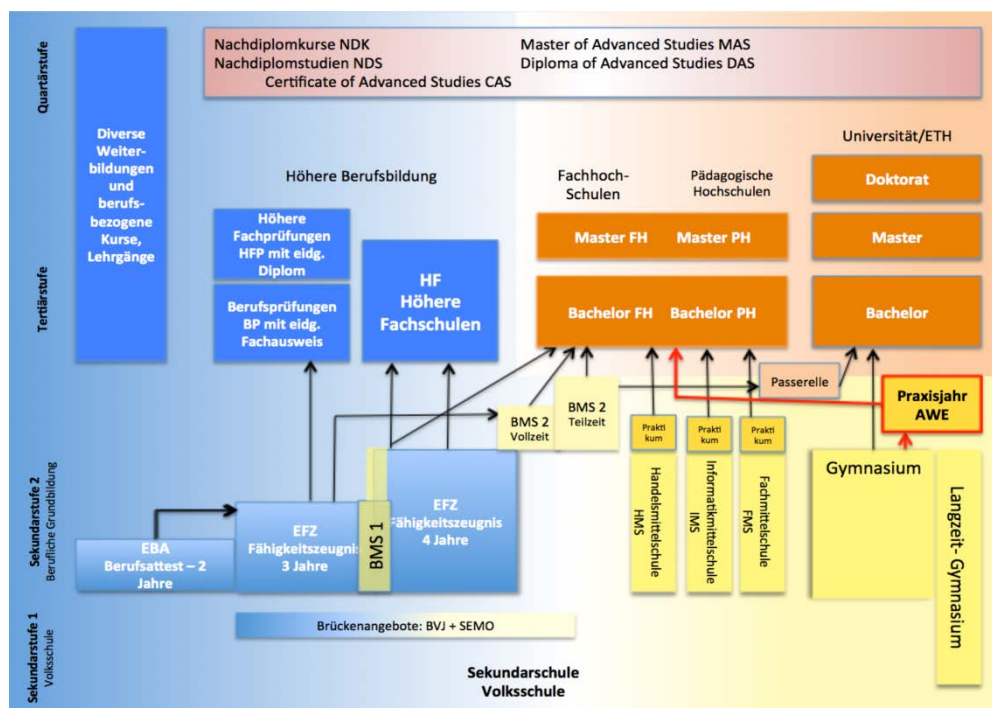 Quartärstufe
Nachdiplomkurse NDK
Nachdiplomstudien NDS
Certificate of Advanced Studies CAS
Master of Advanced Studies MAS
Diploma of Advanced Studies DAS
Tertiärstufe
Diverse
Weiter-
bildungen
und
berufs-
bezogene
Kurse,
Lehrgänge
Höhere Berufsbildung
Höhere
Fachprüfungen
HFP mit eidg.
Diplom
Berufsprüfungen
BP mit eidg.
Fachausweis
HF
Höhere
Fachschulen
Fachhoch-
Schulen
Pädagogische
Hochschulen
Master FH
Master PH
Bachelor FH
Bachelor PH
Universität/ETH
Doktorat
Master
Bachelor
Passerelle
Praxisjahr
AWE
Sekundarstufe 2
Berufliche Grundbildung
EBA
Berufsattest – 2
Jahre
EFZ
Fähigkeitszeugnis
3 Jahre
BMS 1
EFZ
Fähigkeitszeugnis
4 Jahre
BMS 2
Vollzeit
BMS 2
Teilzeit
Prakti
kum
Handelsmittelschule
HMS
Prakti
kum
Informatikmittelschule
IMS
Prakti
kum
Fachmittelschule
FMS
Gymnasium
Langzeit- Gymnasium
Sekundarstufe 1
Volksschule
Brückenangebote: BVJ + SEMO
Sekundarschule
Volksschule